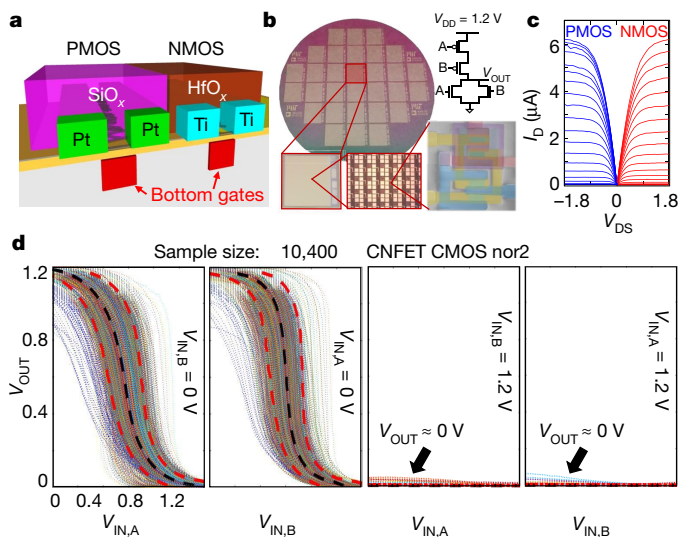 a
PMOS NMOS
SiOx HfOx
Pt Pt Ti Ti
Bottom gates
b
VDD = 1.2 V
A
B
VOUT
A B
c
PMOS NMOS
6
4
2
0
ID (μA)
−1.8 0 1.8
VDS
d
Sample size: 10,400 CNFET CMOS nor2
1.2
0.8
0.4
0
VOUT
VIN,B = 0 V
VIN,A = 0 V
VIN,B = 1.2 V
VIN,A = 1.2 V
VOUT ≈ 0 V
VOUT ≈ 0 V
0 0.4 0.8 1.2
VIN,A VIN,B VIN,A VIN,B